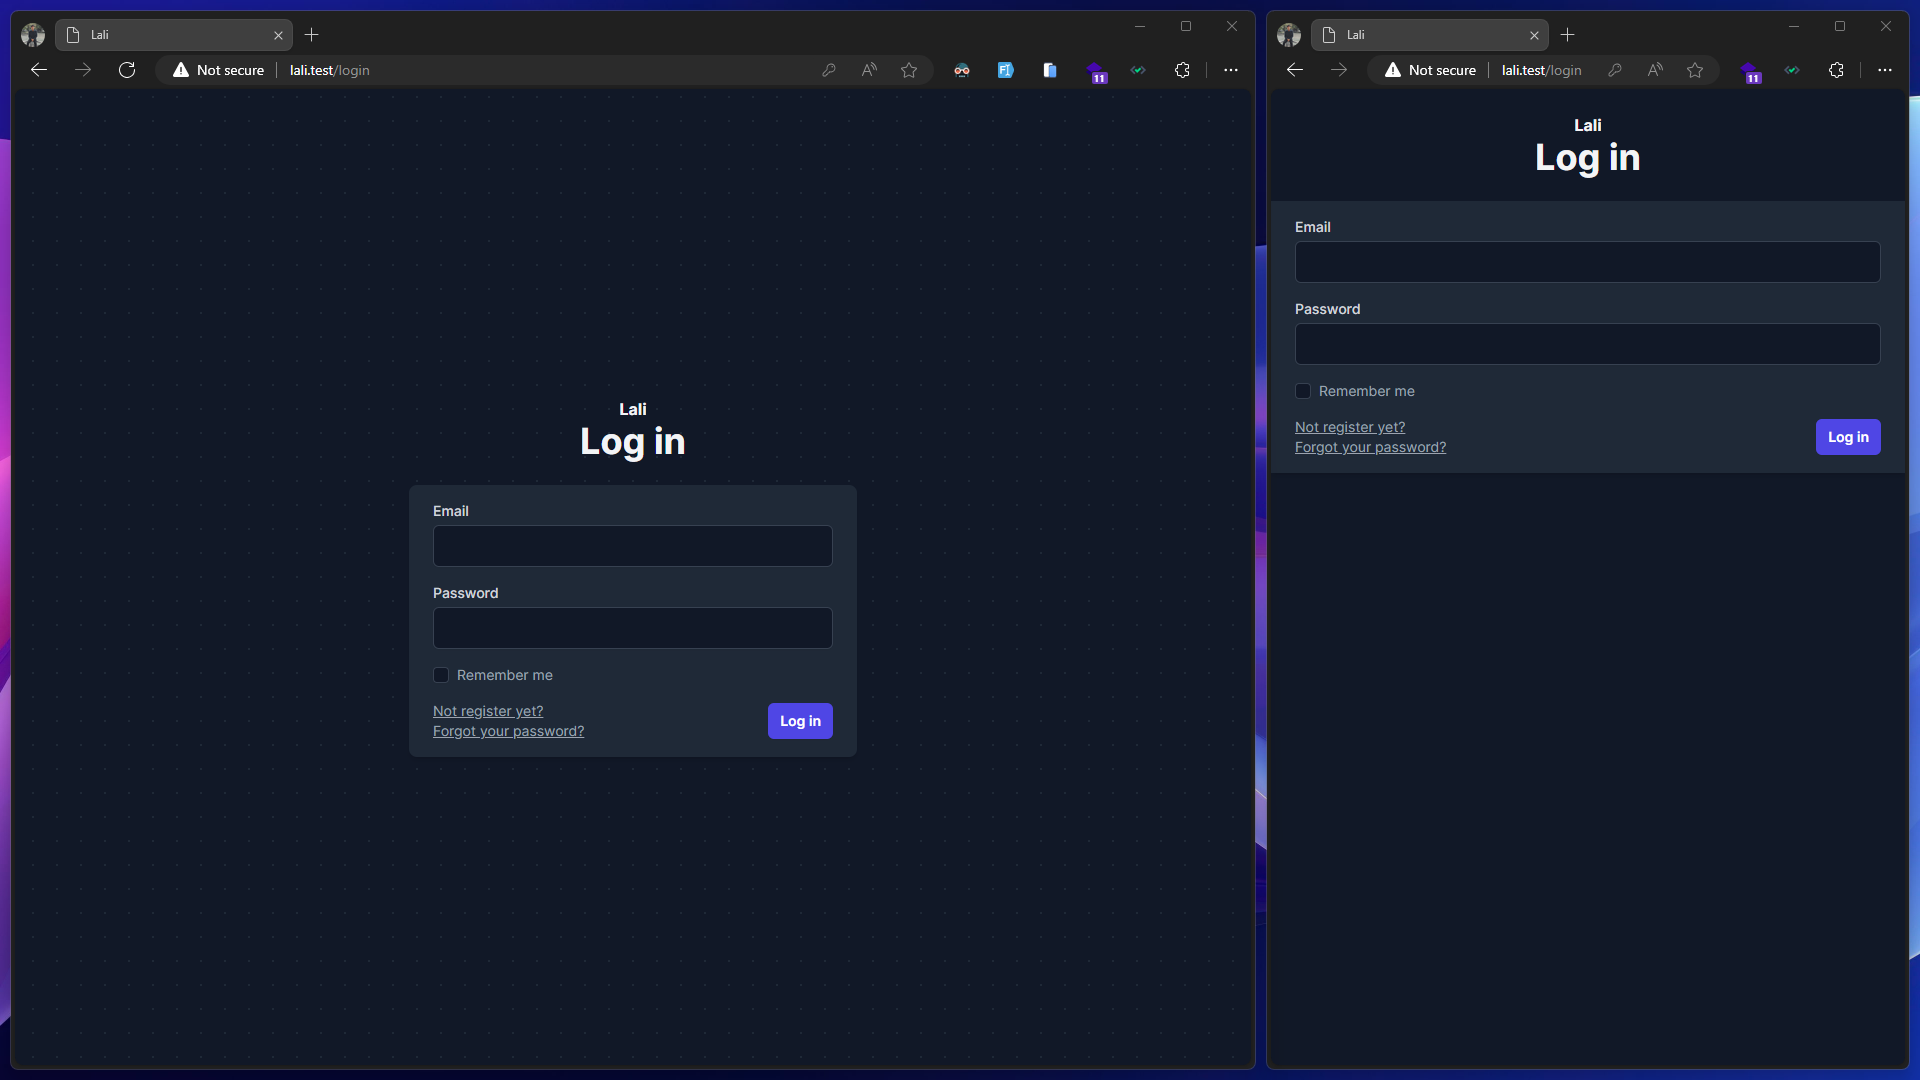 Lali
Not secure
lali.test/login
11
Lali
Log in
Email
Password
Remember me
Not register yet?
Forgot your password?
Log in
Lali
Not secure
lali.test/login
11
Lali
Log in
Email
Password
Remember me
Not register yet?
Forgot your password?
Log in